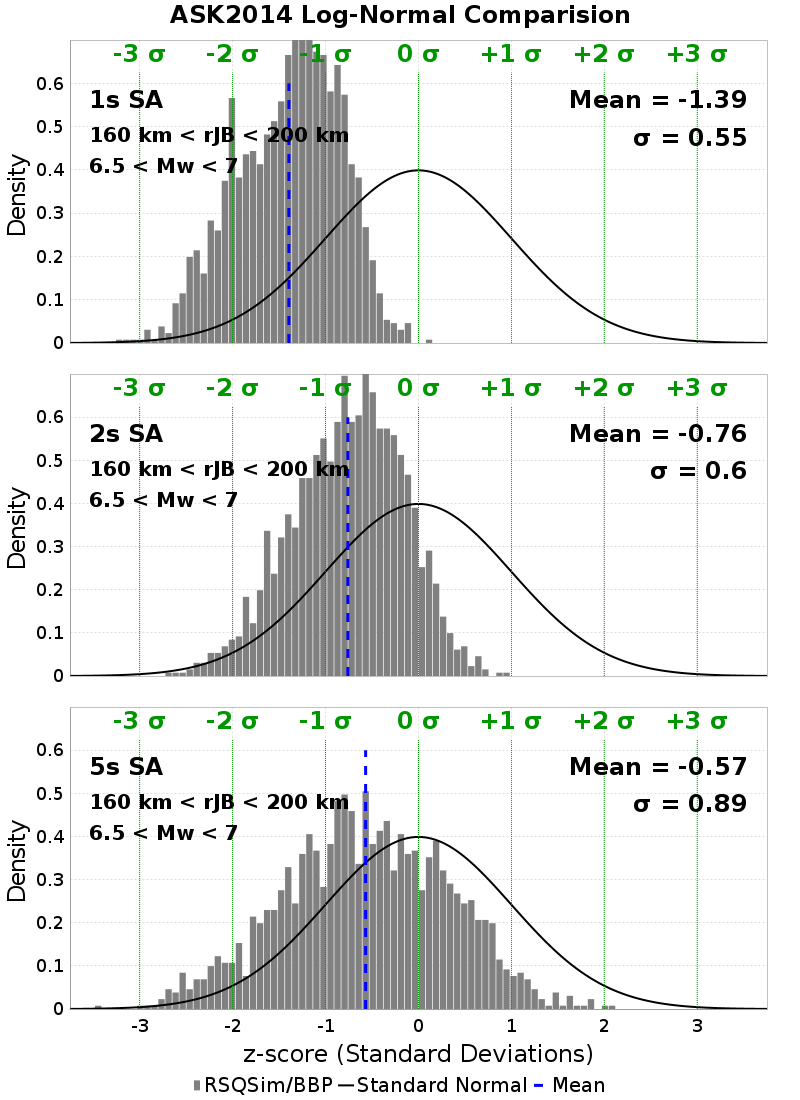 ASK2014 Log-Normal Comparision
-3 σ -2 σ -1 σ 0 σ +1 σ +2 σ +3 σ
1s SA
160 km < rJB < 200 km
6.5 < Mw < 7
Mean = -1.39
σ = 0.55
Density
0.6
0.5
0.4
0.3
0.2
0.1
0
-3 σ -2 σ -1 σ 0 σ +1 σ +2 σ +3 σ
2s SA
160 km < rJB < 200 km
6.5 < Mw < 7
Mean = -0.76
σ = 0.6
Density
0.6
0.5
0.4
0.3
0.2
0.1
0
-3 σ -2 σ -1 σ 0 σ +1 σ +2 σ +3 σ
5s SA
160 km < rJB < 200 km
6.5 < Mw < 7
Mean = -0.57
σ = 0.89
Density
0.6
0.5
0.4
0.3
0.2
0.1
0
-3 -2 -1 0 1 2 3
z-score (Standard Deviations)
RSQSim/BBP Standard Normal Mean